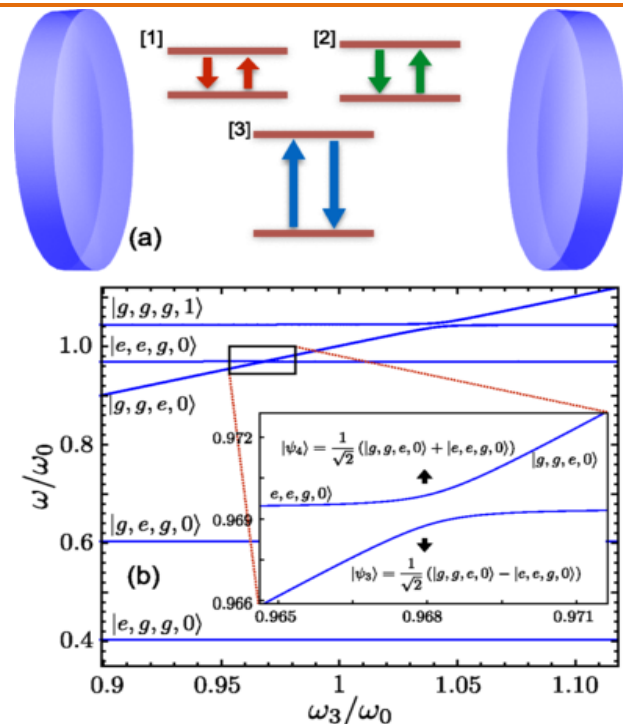 [1]
[2]
[3]
(a)
|g, g, g, 1⟩
|e, e, g, 0⟩
|g, g, e, 0⟩
|g, e, g, 0⟩
(b)
|e, g, g, 0⟩
1.0
0.8
0.6
0.4
ω/ω₀
0.972
0.969
0.966
|ψ₄⟩ = 1/√2 (|g, g, e, 0⟩ + |e, e, g, 0⟩)
|g, g, e, 0⟩
e, e, g, 0⟩
|ψ₃⟩ = 1/√2 (|g, g, e, 0⟩ − |e, e, g, 0⟩)
0.965 0.968 0.971
0.9 0.95 1 1.05 1.10
ω₃/ω₀